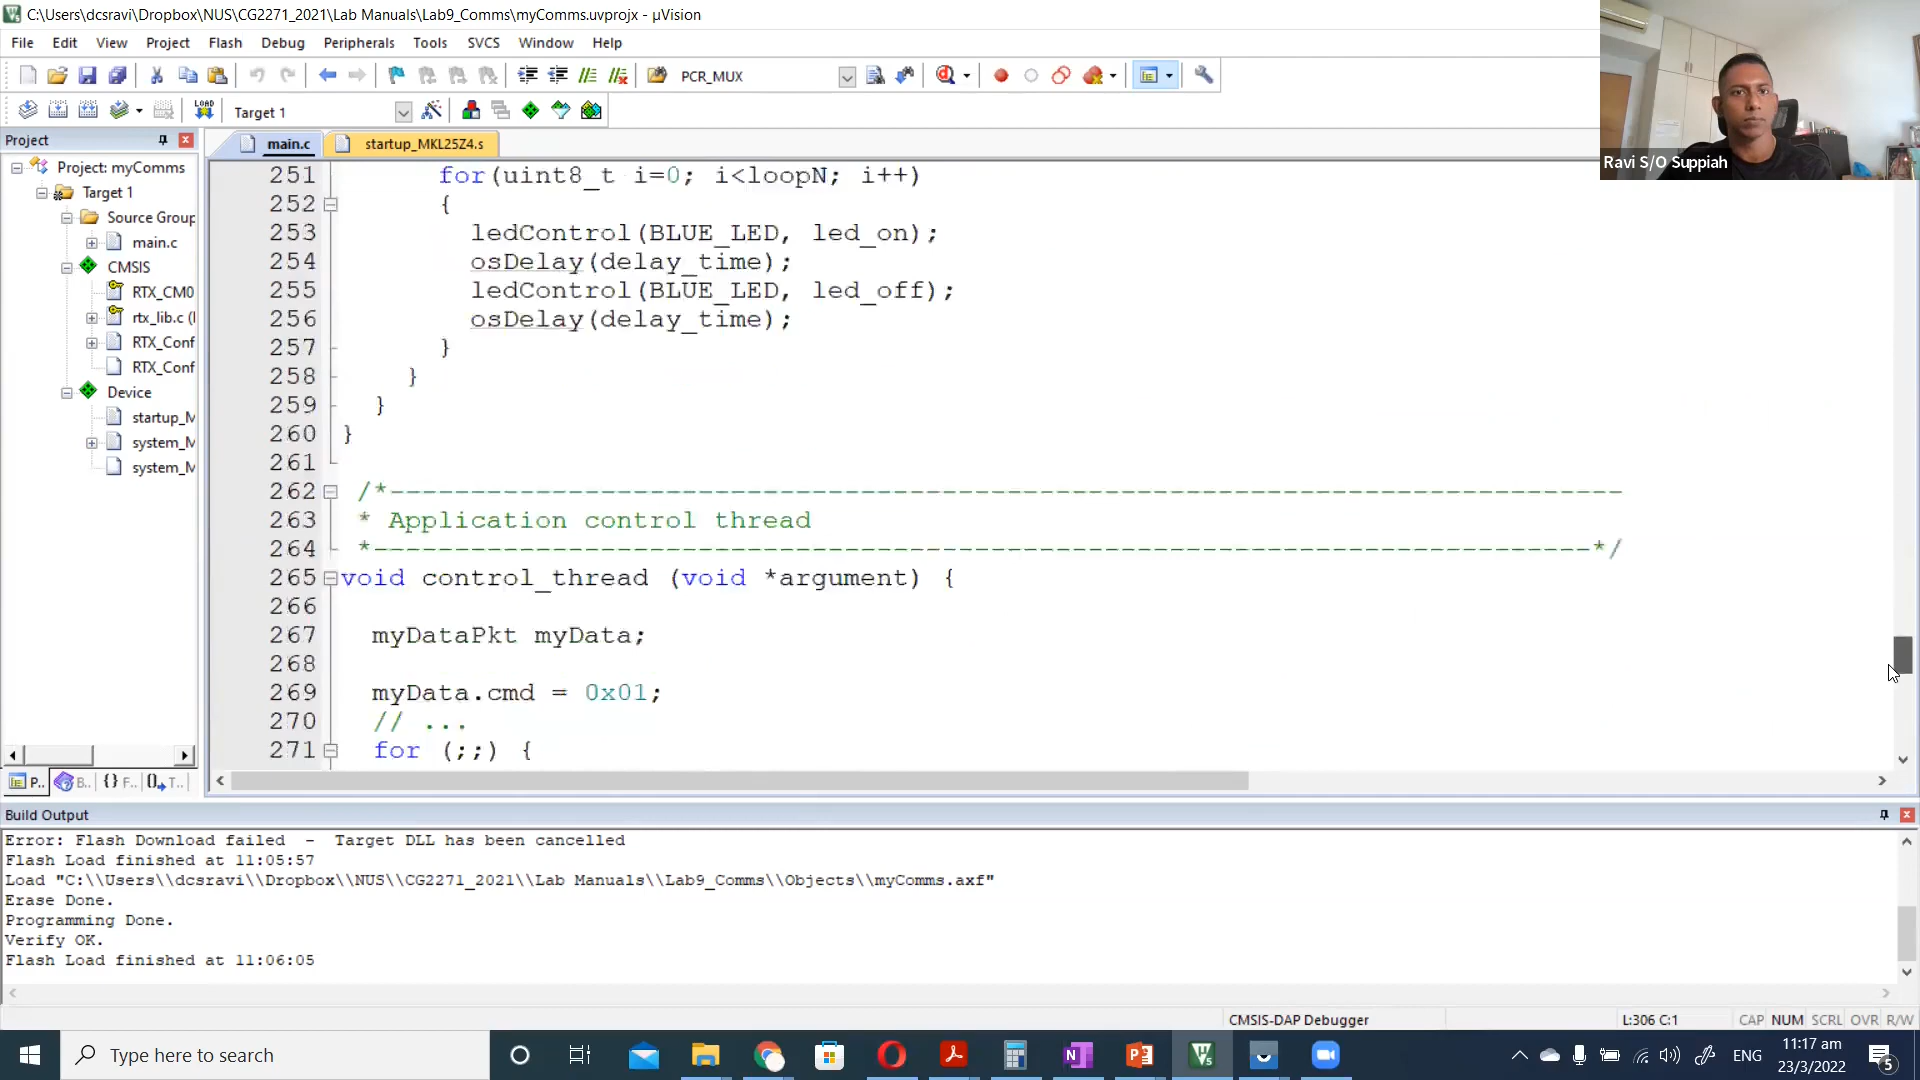 C:\Users\dcsravi\Dropbox\NUS\CG2271_2021\Lab Manuals\Lab9_Comms\myComms.uvprojx - µVision
File Edit View Project Flash Debug Peripherals Tools SVCS Window Help
PCR_MUX
LOAD Target 1
Project
main.c startup_MKL25Z4.s
Project: myComms
Target 1
Source Group
main.c
CMSIS
RTX_CM0
rtx_lib.c (
RTX_Conf
RTX_Conf
Device
startup_M
system_M
system_M
251 for(uint8_t i=0; i<loopN; i++)
252 {
253 ledControl(BLUE_LED, led_on);
254 osDelay(delay_time);
255 ledControl(BLUE_LED, led_off);
256 osDelay(delay_time);
257 }
258 }
259 }
260 }
261
262 /*----------------------------------------------------------------------------
263 * Application control thread
264 *---------------------------------------------------------------------------*/
265 void control_thread (void *argument) {
266
267 myDataPkt myData;
268
269 myData.cmd = 0x01;
270 // ...
271 for (;;) {
Ravi S/O Suppiah
P.. B.. {} F.. T..
Build Output
Error: Flash Download failed - Target DLL has been cancelled
Flash Load finished at 11:05:57
Load "C:\\Users\\dcsravi\\Dropbox\\NUS\\CG2271_2021\\Lab Manuals\\Lab9_Comms\\Objects\\myComms.axf"
Erase Done.
Programming Done.
Verify OK.
Flash Load finished at 11:06:05
CMSIS-DAP Debugger L:306 C:1 CAP NUM SCRL OVR R/W
Type here to search
ENG
11:17 am
23/3/2022
5